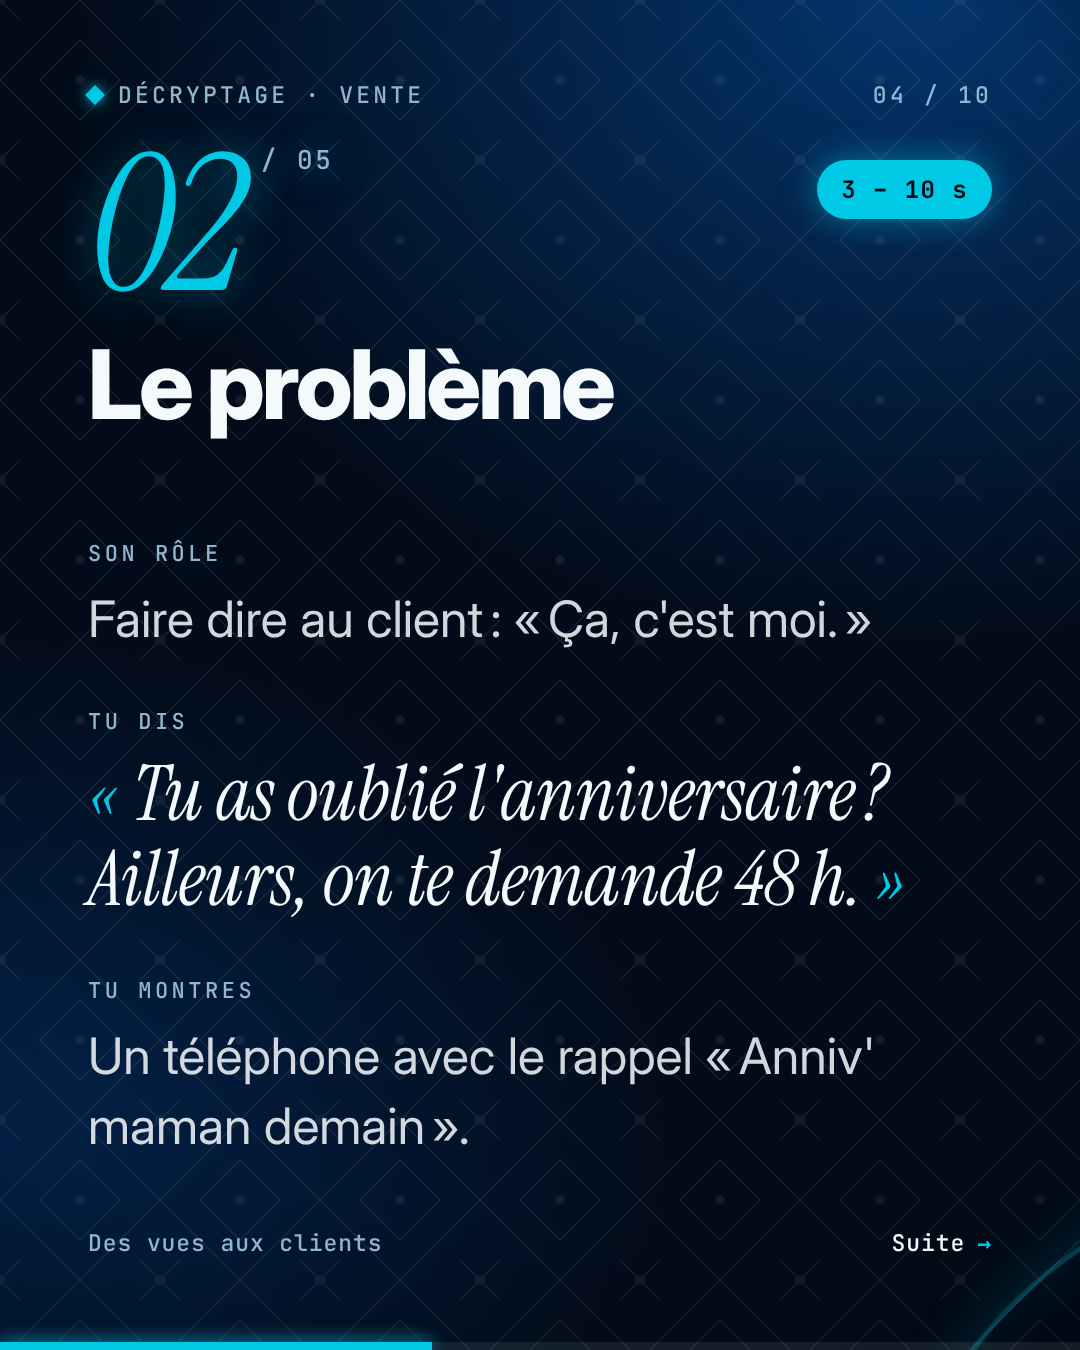 DÉCRYPTAGE · VENTE
04 / 10
02 / 05
3 – 10 s
Le problème
SON RÔLE
Faire dire au client : « Ça, c'est moi. »
TU DIS
« Tu as oublié l'anniversaire ?
Ailleurs, on te demande 48 h. »
TU MONTRES
Un téléphone avec le rappel « Anniv'
maman demain ».
Des vues aux clients
Suite →